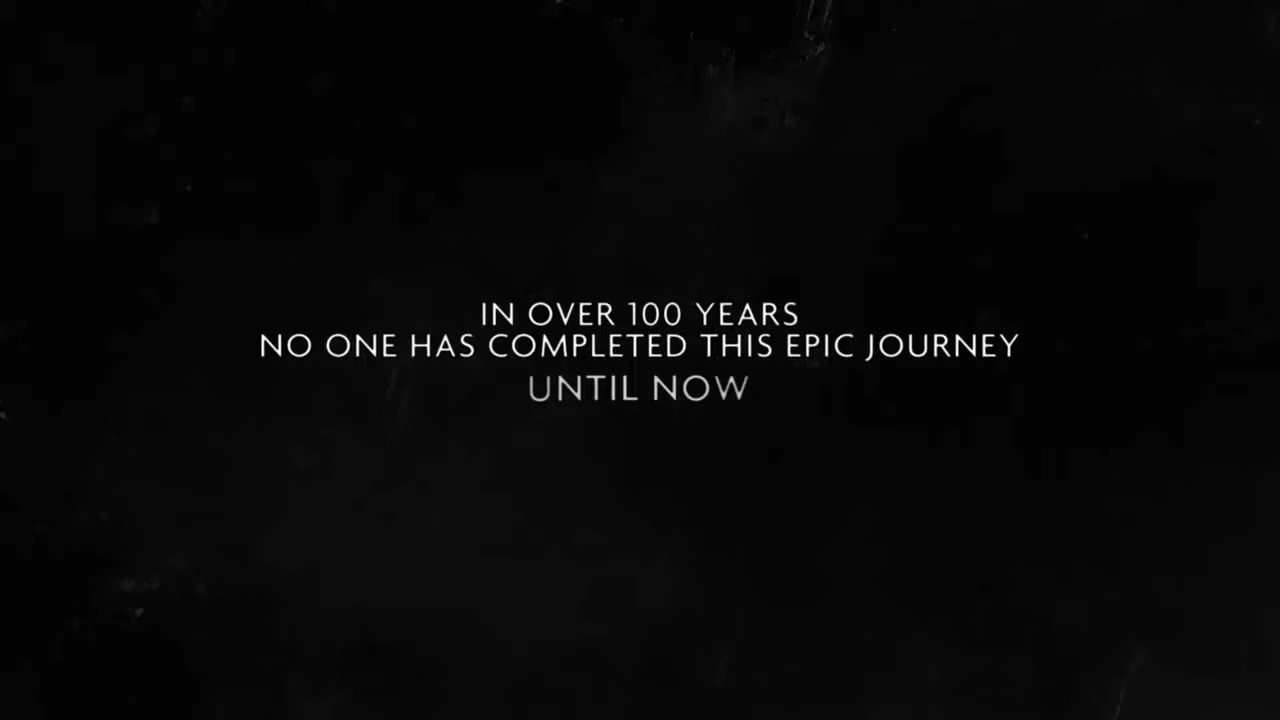 IN OVER 100 YEARS
NO ONE HAS COMPLETED THIS EPIC JOURNEY
UNTIL NOW